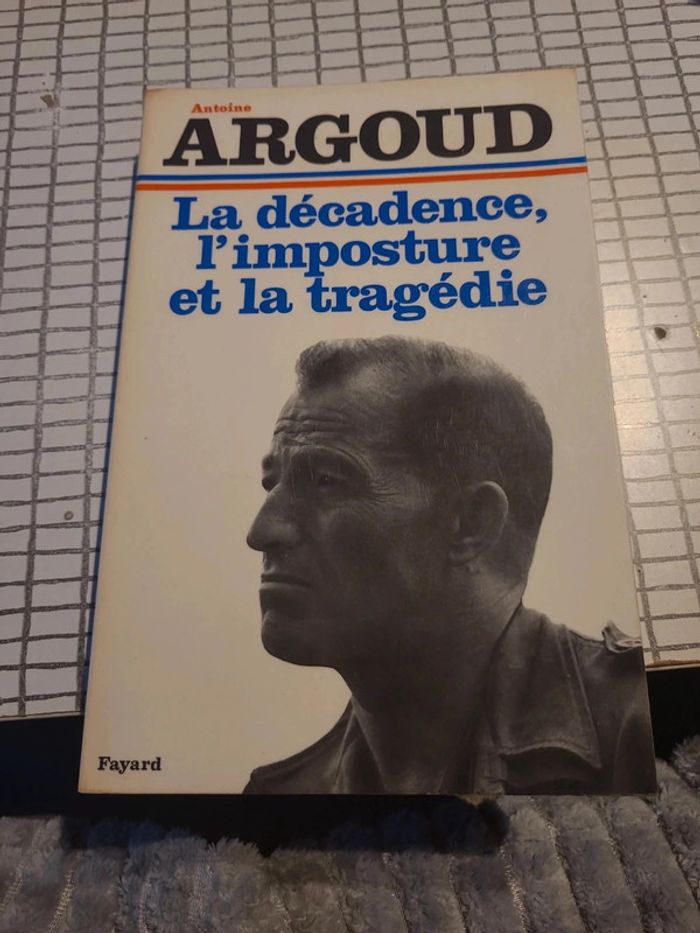 Antoine
ARGOUD
La décadence,
l'imposture
et la tragédie
Fayard